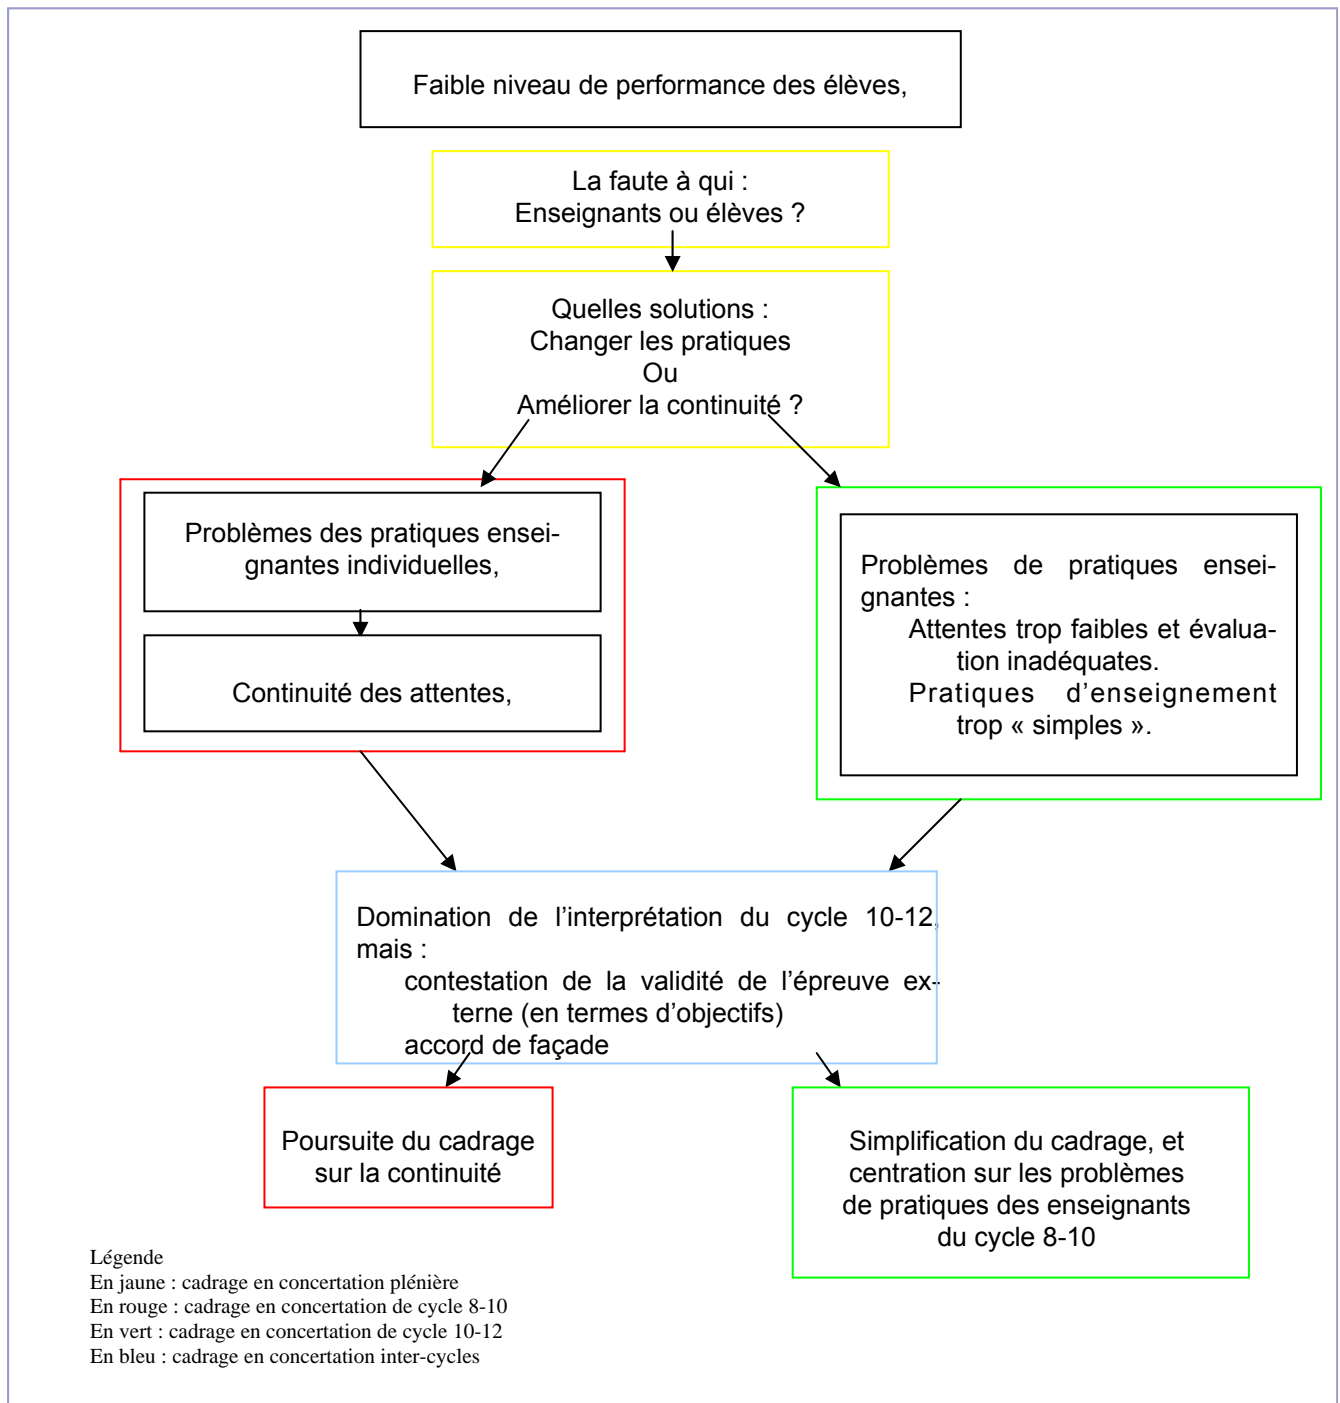 Faible niveau de performance des élèves,
La faute à qui :
Enseignants ou élèves ?
Quelles solutions :
Changer les pratiques
Ou
Améliorer la continuité ?
Problèmes des pratiques ensei-
gnantes individuelles,
Continuité des attentes,
Problèmes de pratiques ensei-
gnantes :
Attentes trop faibles et évalua-
tion inadéquates.
Pratiques d’enseignement
trop « simples ».
Domination de l’interprétation du cycle 10-12,
mais :
contestation de la validité de l’épreuve ex-
terne (en termes d’objectifs)
accord de façade
Poursuite du cadrage
sur la continuité
Simplification du cadrage, et
centration sur les problèmes
de pratiques des enseignants
du cycle 8-10
Légende
En jaune : cadrage en concertation plénière
En rouge : cadrage en concertation de cycle 8-10
En vert : cadrage en concertation de cycle 10-12
En bleu : cadrage en concertation inter-cycles